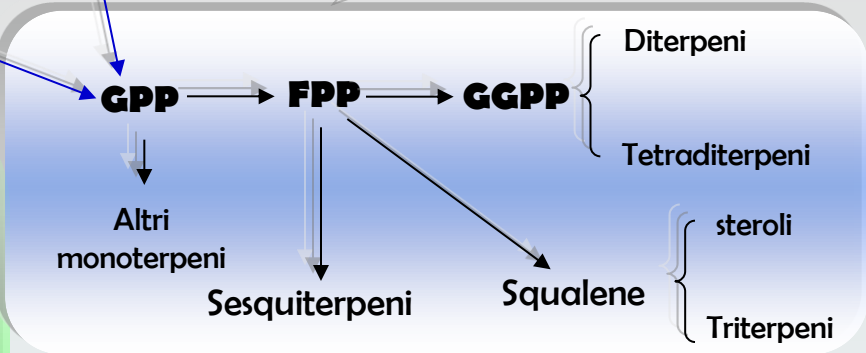 Diterpeni
GPP FPP GGPP
Tetraditerpeni
Altri
monoterpeni
steroli
Sesquiterpeni
Squalene
Triterpeni